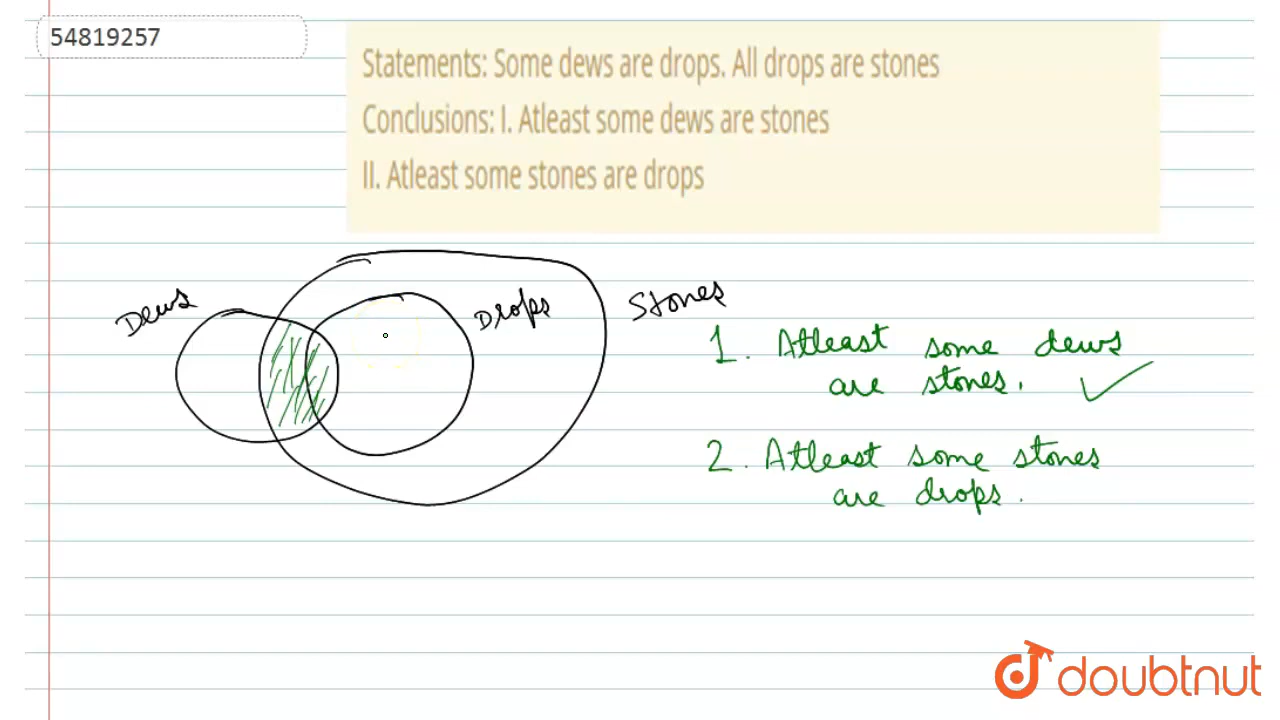 54819257
Statements: Some dews are drops. All drops are stones
Conclusions: I. Atleast some dews are stones
II. Atleast some stones are drops
Dews
Drops
Stones
1. Atleast some dews
are stones.
2. Atleast some stones
are drops.
doubtnut